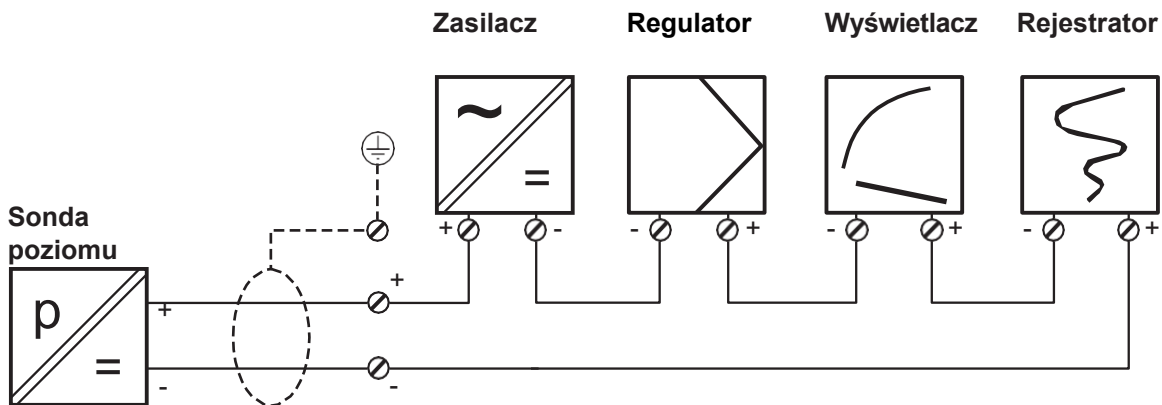 Zasilacz Regulator Wyświetlacz Rejestrator
~
=
+ - - + - + - +
Sonda
poziomu
p
=
+
-
+
-